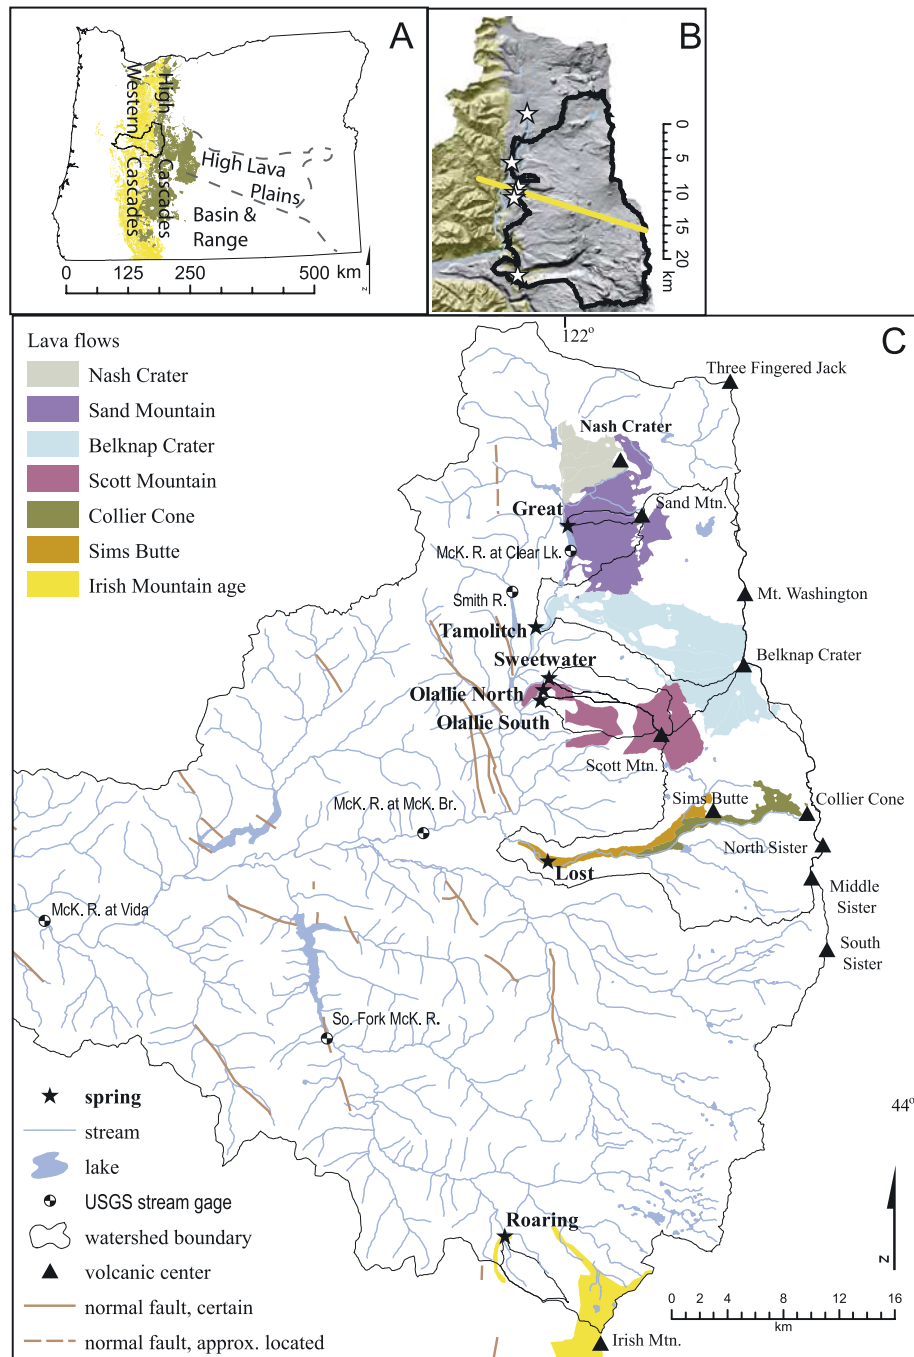 A
Western
Cascades
High
Cascades
High Lava
Plains
Basin &
Range
0
125
250
500
km
z
B
0
5
10
15
20
km
C
122º
Lava flows
Nash Crater
Sand Mountain
Belknap Crater
Scott Mountain
Collier Cone
Sims Butte
Irish Mountain age
Three Fingered Jack
Nash Crater
Great
Sand Mtn.
McK. R. at Clear Lk.
Smith R.
Mt. Washington
Tamolitch
Sweetwater
Belknap Crater
Olallie North
Olallie South
Scott Mtn.
Sims Butte
Collier Cone
McK. R. at McK. Br.
North Sister
Lost
Middle
Sister
McK. R. at Vida
South
Sister
So. Fork McK. R.
44º
spring
stream
lake
USGS stream gage
watershed boundary
volcanic center
normal fault, certain
normal fault, approx. located
Roaring
Irish Mtn.
z
0 2 4 8 12 16
km